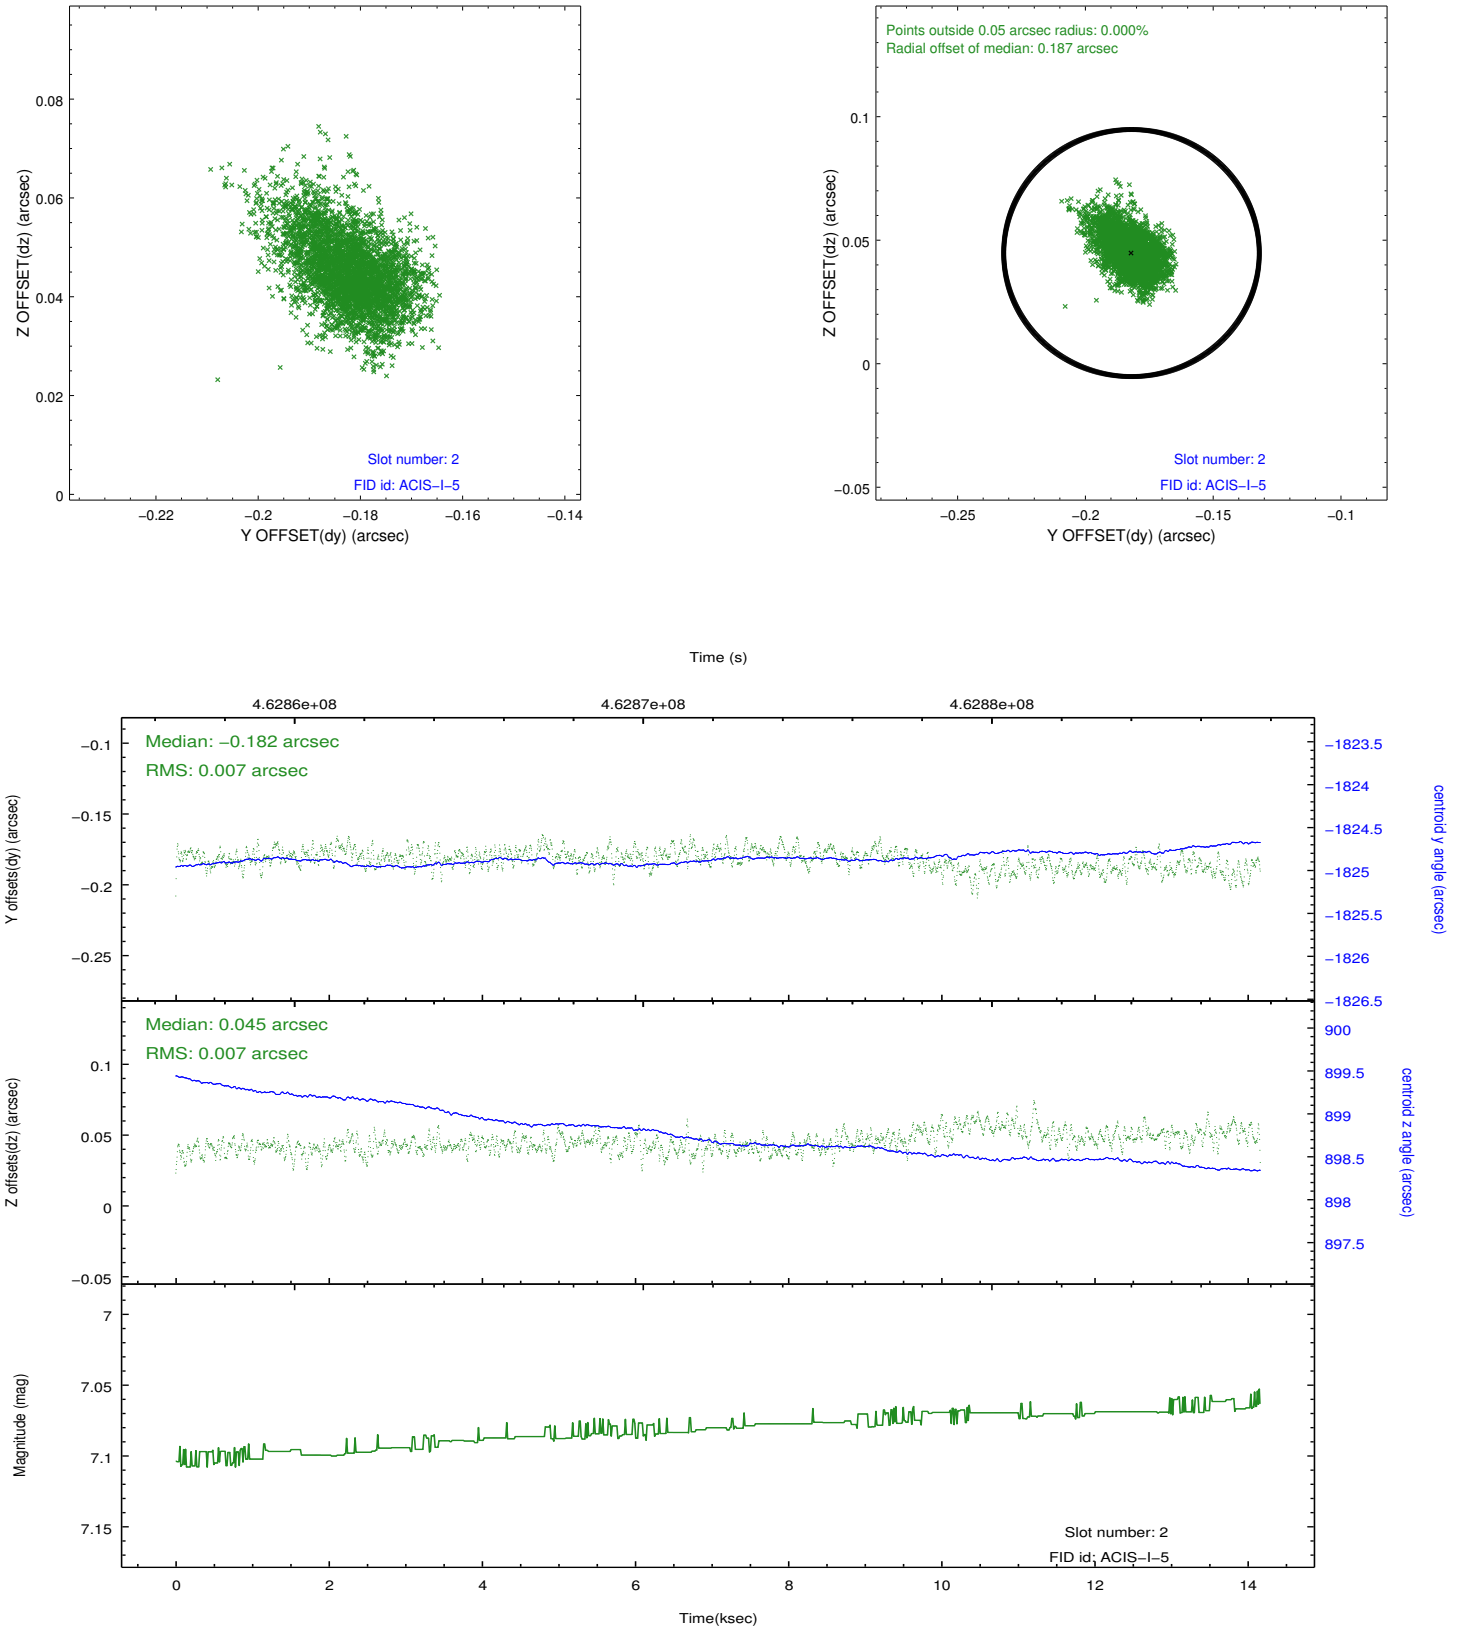 0.08
0.06
0.04
0.02
0
Z OFFSET(dz) (arcsec)
Slot number: 2
FID id: ACIS−I−5
−0.22
−0.2
−0.18
−0.16
−0.14
Y OFFSET(dy) (arcsec)
Points outside 0.05 arcsec radius: 0.000%
Radial offset of median: 0.187 arcsec
0.1
0.05
0
−0.05
Z OFFSET(dz) (arcsec)
Slot number: 2
FID id: ACIS−I−5
−0.25
−0.2
−0.15
−0.1
Y OFFSET(dy) (arcsec)
Time (s)
4.6286e+08
4.6287e+08
4.6288e+08
Median: −0.182 arcsec
RMS: 0.007 arcsec
−0.1
−0.15
−0.2
−0.25
Y offsets(dy) (arcsec)
−1823.5
−1824
−1824.5
−1825
−1825.5
−1826
−1826.5
centroid y angle (arcsec)
Median: 0.045 arcsec
RMS: 0.007 arcsec
0.1
0.05
0
−0.05
Z offsets(dz) (arcsec)
900
899.5
899
898.5
898
897.5
centroid z angle (arcsec)
7
7.05
7.1
7.15
Magnitude (mag)
Slot number: 2
FID id: ACIS−I−5
0
2
4
6
8
10
12
14
Time(ksec)